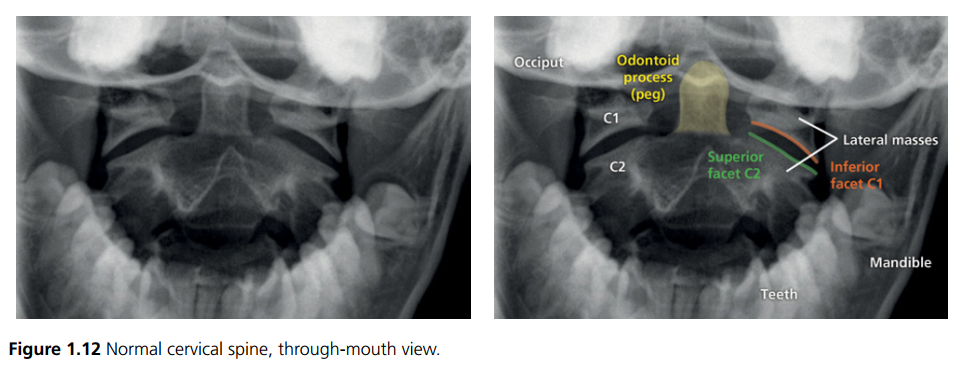 Occiput
Odontoid
process
(peg)
C1
Lateral masses
C2
Superior
facet C2
Inferior
facet C1
Mandible
Teeth
Figure 1.12 Normal cervical spine, through-mouth view.